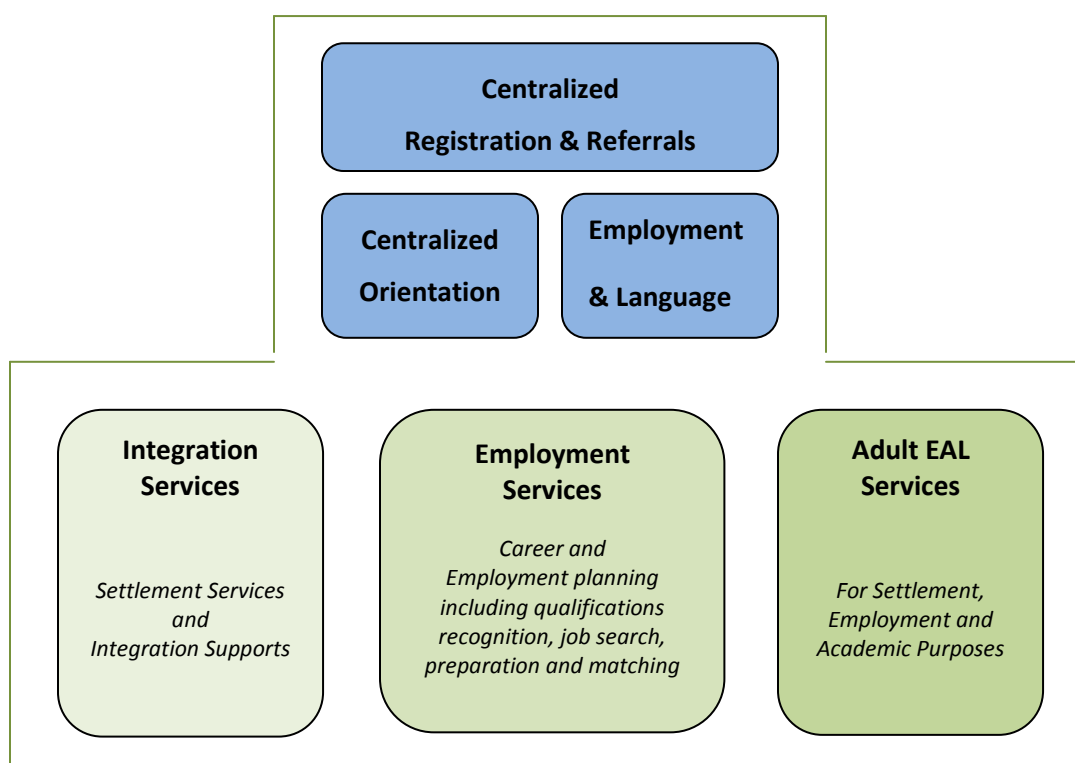 Centralized
Registration & Referrals
Centralized
Orientation
Employment
& Language
Integration
Services
Settlement Services
and
Integration Supports
Employment
Services
Career and
Employment planning
including qualifications
recognition, job search,
preparation and matching
Adult EAL
Services
For Settlement,
Employment and
Academic Purposes